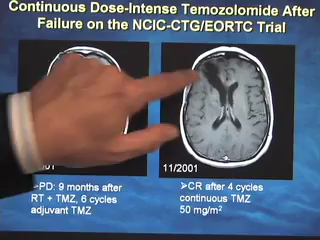 Continuous Dose-Intense Temozolomide After
Failure on the NCIC-CTG/EORTC Trial
11/2001
➢PD: 9 months after
RT + TMZ, 6 cycles
adjuvant TMZ
➢CR after 4 cycles
continuous TMZ
50 mg/m²